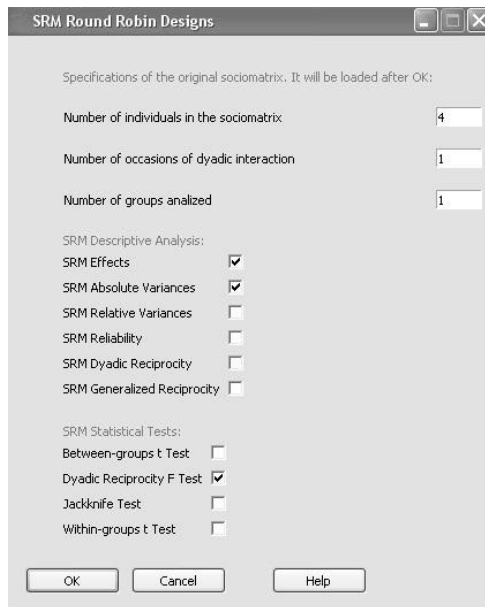 SRM Round Robin Designs
Specifications of the original sociomatrix. It will be loaded after OK:
Number of individuals in the sociomatrix 4
Number of occasions of dyadic interaction 1
Number of groups analized 1
SRM Descriptive Analysis:
SRM Effects
SRM Absolute Variances
SRM Relative Variances
SRM Reliability
SRM Dyadic Reciprocity
SRM Generalized Reciprocity
SRM Statistical Tests:
Between-groups t Test
Dyadic Reciprocity F Test
Jackknife Test
Within-groups t Test
OK Cancel Help